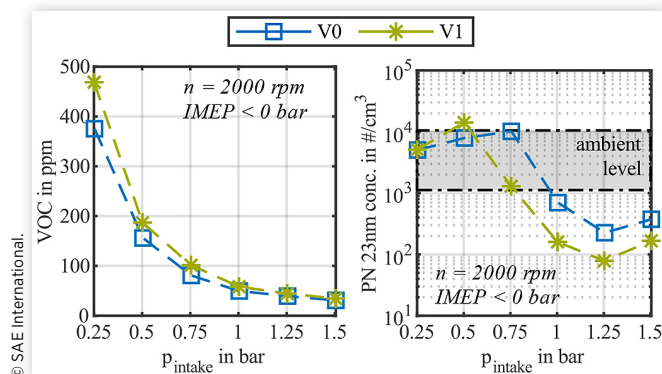 V0 V1
500
400
300
200
100
0
VOC in ppm
n = 2000 rpm
IMEP < 0 bar
0.25 0.5 0.75 1 1.25 1.5
p_intake in bar
10^5
10^4
10^3
10^2
10^1
PN 23nm conc. in #/cm^3
ambient
level
n = 2000 rpm
IMEP < 0 bar
0.25 0.5 0.75 1 1.25 1.5
p_intake in bar
© SAE International.